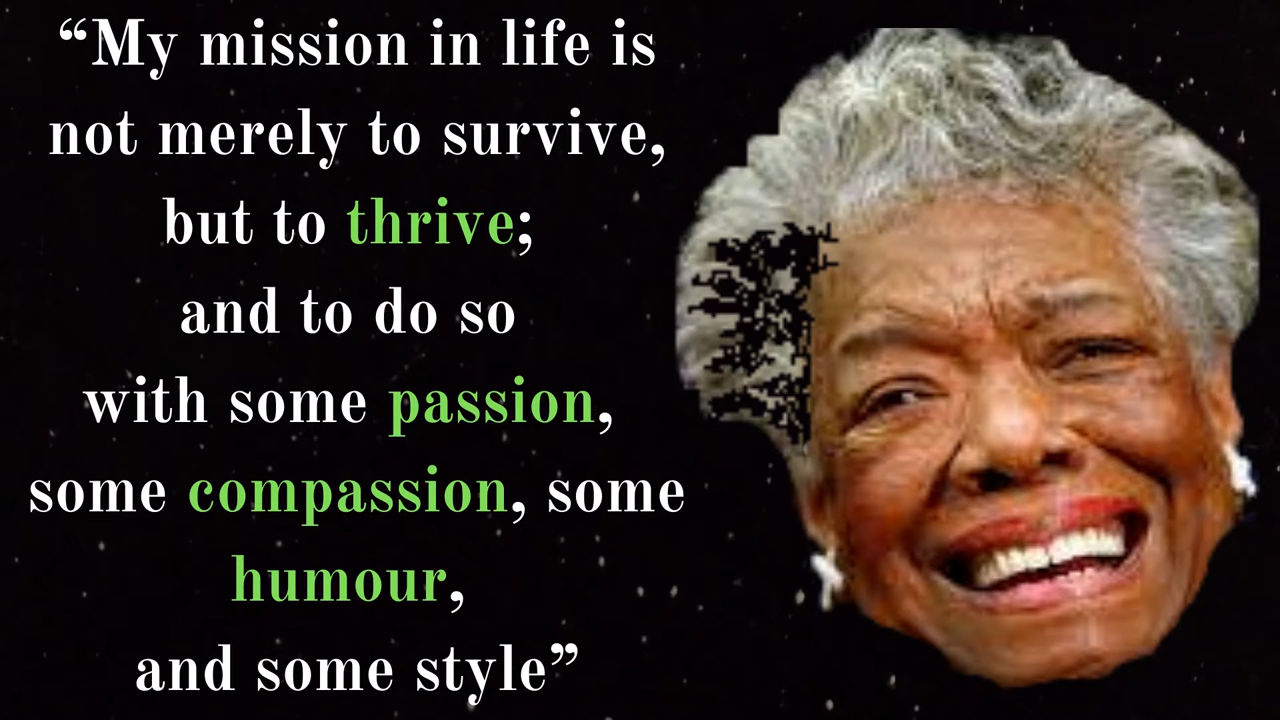 “My mission in life is
not merely to survive,
but to thrive;
and to do so
with some passion,
some compassion, some
humour,
and some style”